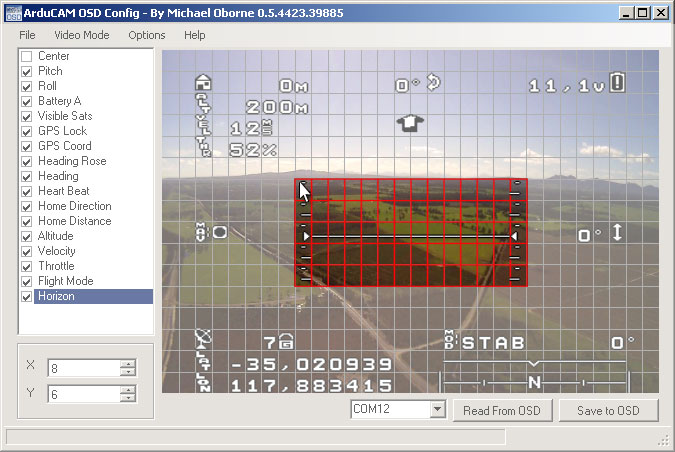 ArduCAM OSD Config - By Michael Oborne 0.5.4423.39885
File Video Mode Options Help
Center
Pitch
Roll
Battery A
Visible Sats
GPS Lock
GPS Coord
Heading Rose
Heading
Heart Beat
Home Direction
Home Distance
Altitude
Velocity
Throttle
Flight Mode
Horizon
X 8
Y 6
0M 0° 11,1v
ALT 200M
VEL 12
THR 52%
MAV 0°
7 MOD STAB 0°
LAT -35,020939
LON 117,883415
N
COM12 Read From OSD Save to OSD